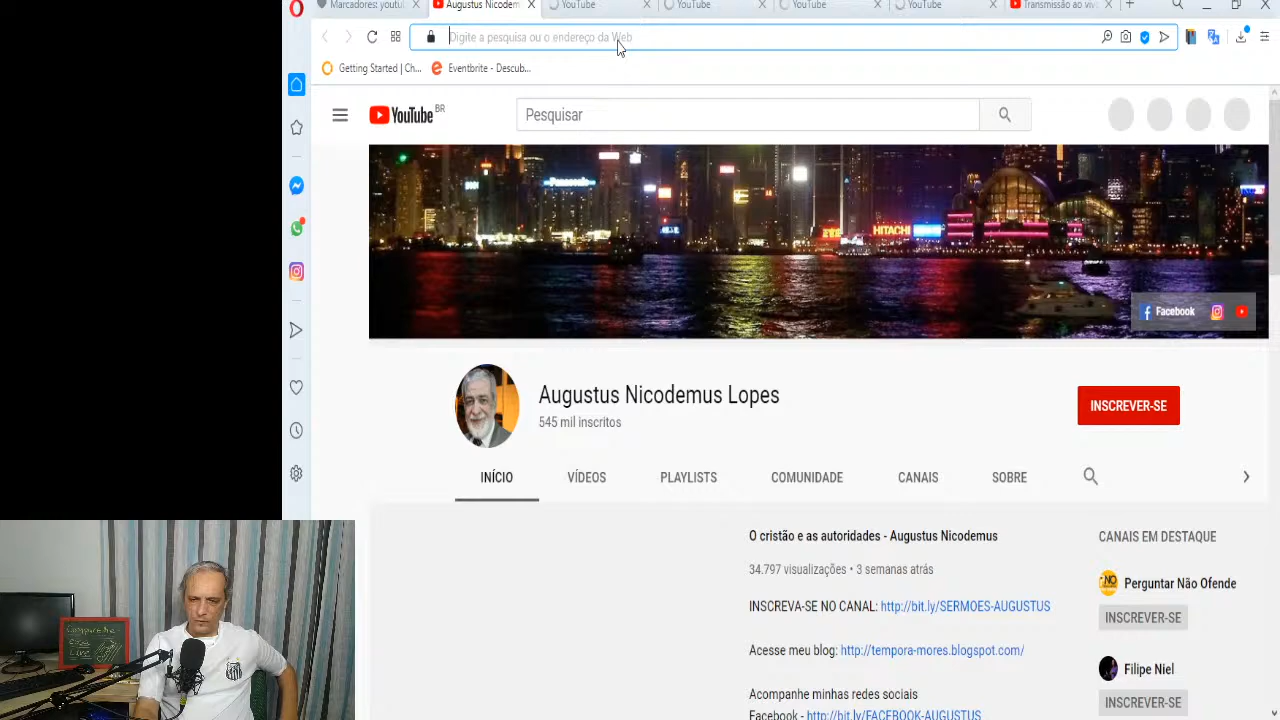 Marcadores: youtul
Augustus Nicodem
YouTube
YouTube
YouTube
YouTube
Transmissão ao viv
Digite a pesquisa ou o endereço da Web
Getting Started | Ch...
Eventbrite - Descub...
YouTube BR
Pesquisar
HITACHI
Facebook
Augustus Nicodemus Lopes
545 mil inscritos
INSCREVER-SE
INÍCIO
VÍDEOS
PLAYLISTS
COMUNIDADE
CANAIS
SOBRE
O cristão e as autoridades - Augustus Nicodemus
34.797 visualizações • 3 semanas atrás
INSCREVA-SE NO CANAL: http://bit.ly/SERMOES-AUGUSTUS
Acesse meu blog: http://tempora-mores.blogspot.com/
Acompanhe minhas redes sociais
Facebook - http://bit.ly/FACEBOOK-AUGUSTUS
CANAIS EM DESTAQUE
Perguntar Não Ofende
INSCREVER-SE
Filipe Niel
INSCREVER-SE